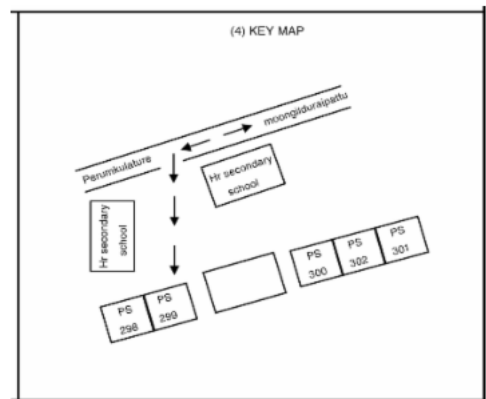 (4) KEY MAP
moongilduraipattu
Perumkulature
Hr secondary
school
Hr secondary
school
PS
300
PS
302
PS
301
PS
298
PS
299